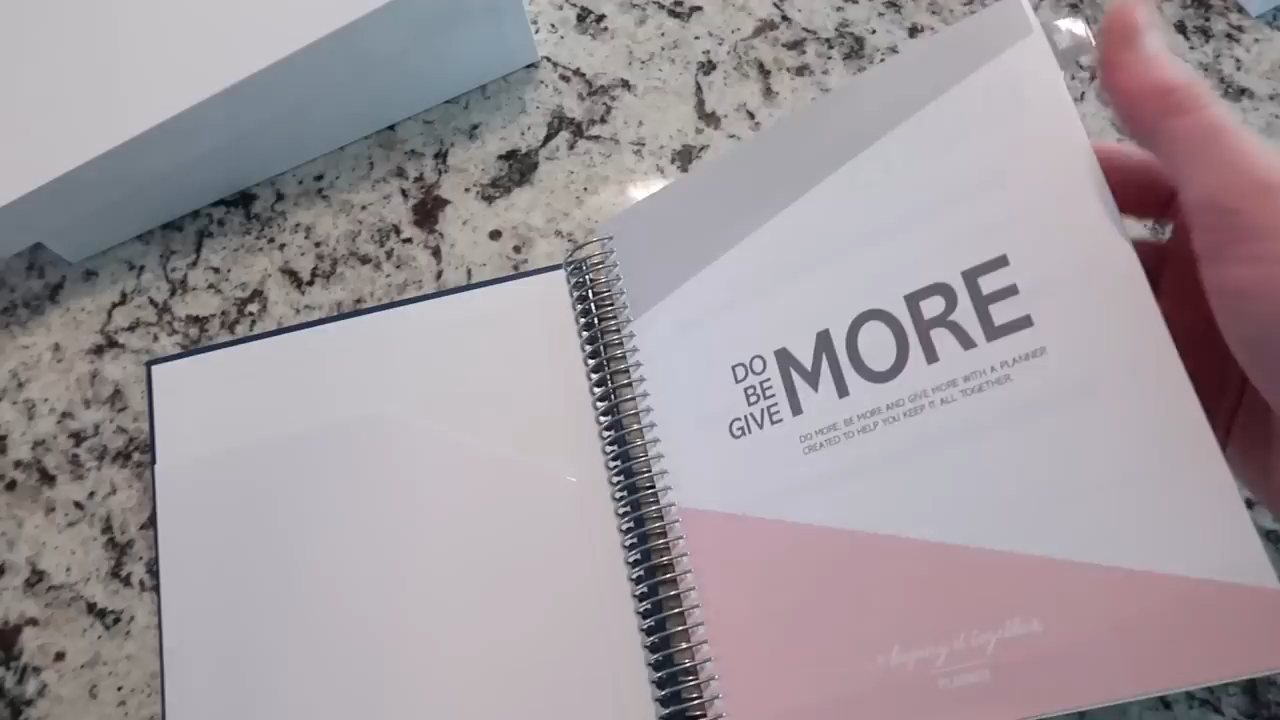 DO
BE
GIVE
MORE
DO MORE, BE MORE AND GIVE MORE WITH A PLANNER
CREATED TO HELP YOU KEEP IT ALL TOGETHER.
PLANNER